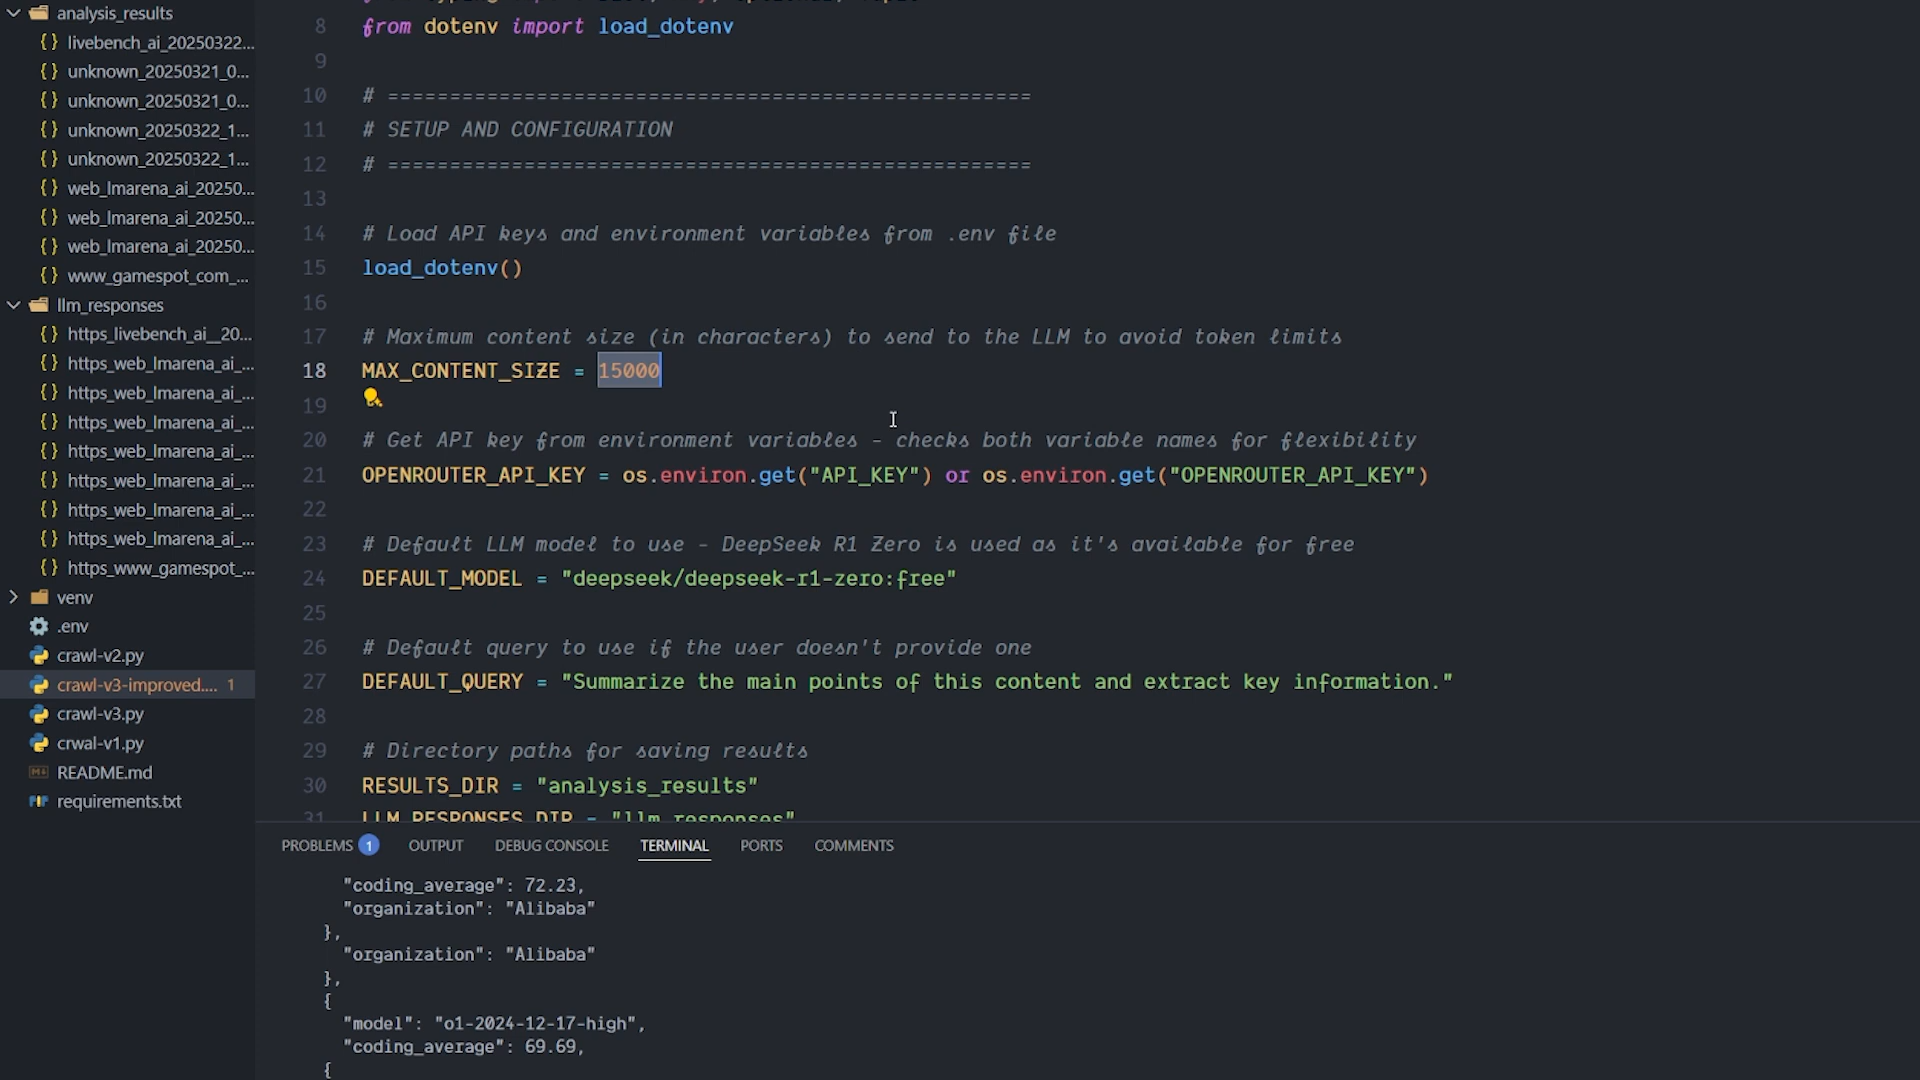 analysis_results
livebench_ai_20250322...
unknown_20250321_0...
unknown_20250321_0...
unknown_20250322_1...
unknown_20250322_1...
web_lmarena_ai_20250...
web_lmarena_ai_20250...
web_lmarena_ai_20250...
www_gamespot_com_...
llm_responses
https_livebench_ai__20...
https_web_lmarena_ai_...
https_web_lmarena_ai_...
https_web_lmarena_ai_...
https_web_lmarena_ai_...
https_web_lmarena_ai_...
https_web_lmarena_ai_...
https_web_lmarena_ai_...
https_www_gamespot_...
venv
.env
crawl-v2.py
crawl-v3-improved.... 1
crawl-v3.py
crwal-v1.py
README.md
requirements.txt
8 from dotenv import load_dotenv
9
10 # ====================================================
11 # SETUP AND CONFIGURATION
12 # ====================================================
13
14 # Load API keys and environment variables from .env file
15 load_dotenv()
16
17 # Maximum content size (in characters) to send to the LLM to avoid token limits
18 MAX_CONTENT_SIZE = 15000
19
20 # Get API key from environment variables - checks both variable names for flexibility
21 OPENROUTER_API_KEY = os.environ.get("API_KEY") or os.environ.get("OPENROUTER_API_KEY")
22
23 # Default LLM model to use - DeepSeek R1 Zero is used as it's available for free
24 DEFAULT_MODEL = "deepseek/deepseek-r1-zero:free"
25
26 # Default query to use if the user doesn't provide one
27 DEFAULT_QUERY = "Summarize the main points of this content and extract key information."
28
29 # Directory paths for saving results
30 RESULTS_DIR = "analysis_results"
31 LLM_RESPONSES_DIR = "llm_responses"
PROBLEMS 1 OUTPUT DEBUG CONSOLE TERMINAL PORTS COMMENTS
"coding_average": 72.23,
"organization": "Alibaba"
},
"organization": "Alibaba"
},
{
"model": "o1-2024-12-17-high",
"coding_average": 69.69,
{